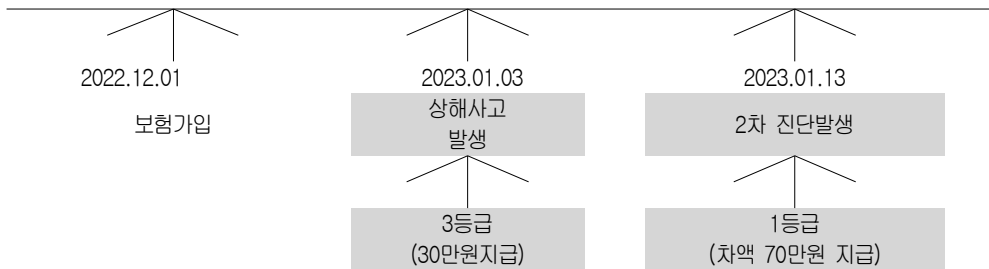 2022.12.01
보험가입
2023.01.03
상해사고
발생
3등급
(30만원지급)
2023.01.13
2차 진단발생
1등급
(차액 70만원 지급)